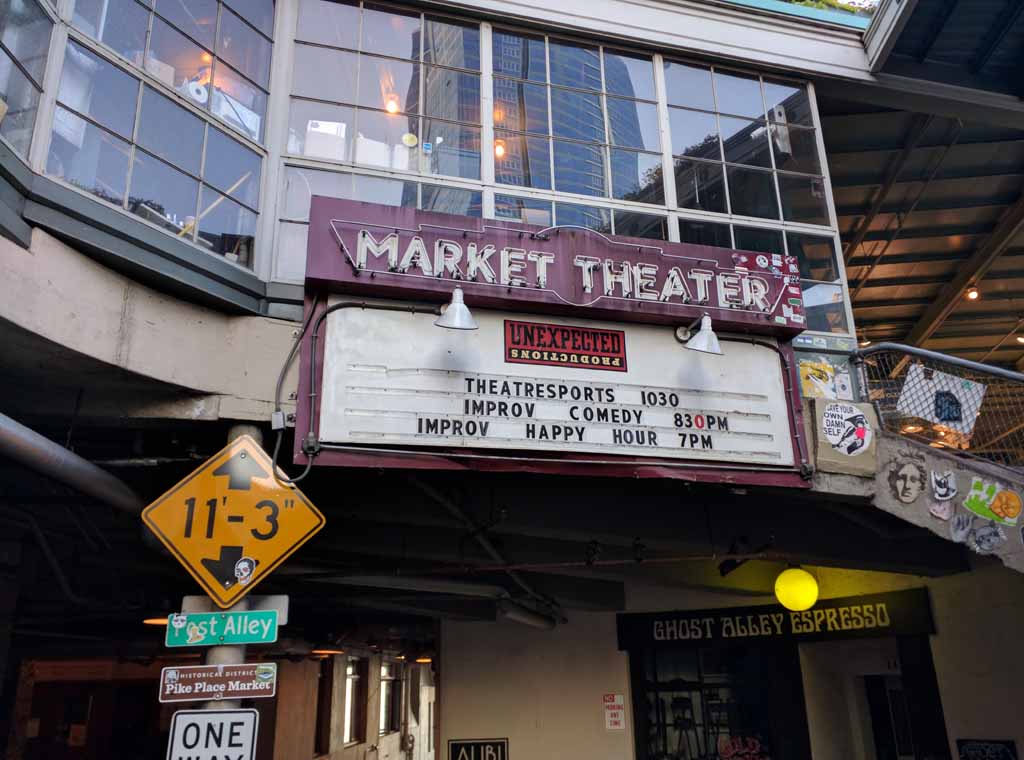 MARKET THEATER
UNEXPECTED
PRODUCTIONS
THEATRESPORTS 1030
IMPROV COMEDY 830PM
IMPROV HAPPY HOUR 7PM
SAVE YOUR
OWN
DAMN
SELF
11'-3"
Post Alley
HISTORICAL DISTRICT
Pike Place Market
ONE
WAY
GHOST ALLEY ESPRESSO
NO
PARKING
ANY
TIME
ALIBI